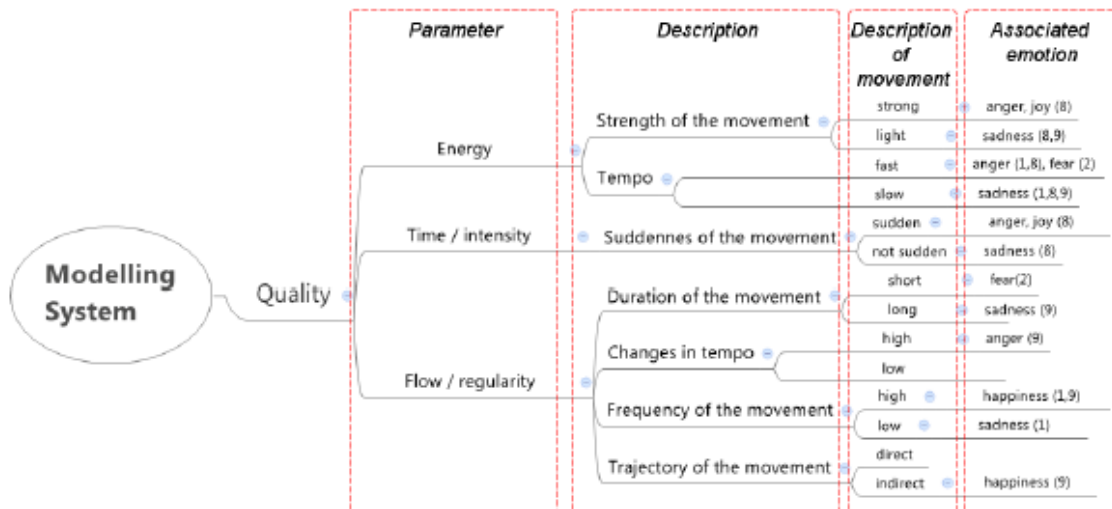 Parameter
Description
Description
of
movement
Associated
emotion
Modelling
System
Quality
Energy
Strength of the movement
strong
anger, joy (8)
light
sadness (8,9)
Tempo
fast
anger (1,8), fear (2)
slow
sadness (1,8,9)
Time / intensity
Suddennes of the movement
sudden
anger, joy (8)
not sudden
sadness (8)
Flow / regularity
Duration of the movement
short
fear(2)
long
sadness (9)
Changes in tempo
high
anger (9)
low
Frequency of the movement
high
happiness (1,9)
low
sadness (1)
Trajectory of the movement
direct
indirect
happiness (9)